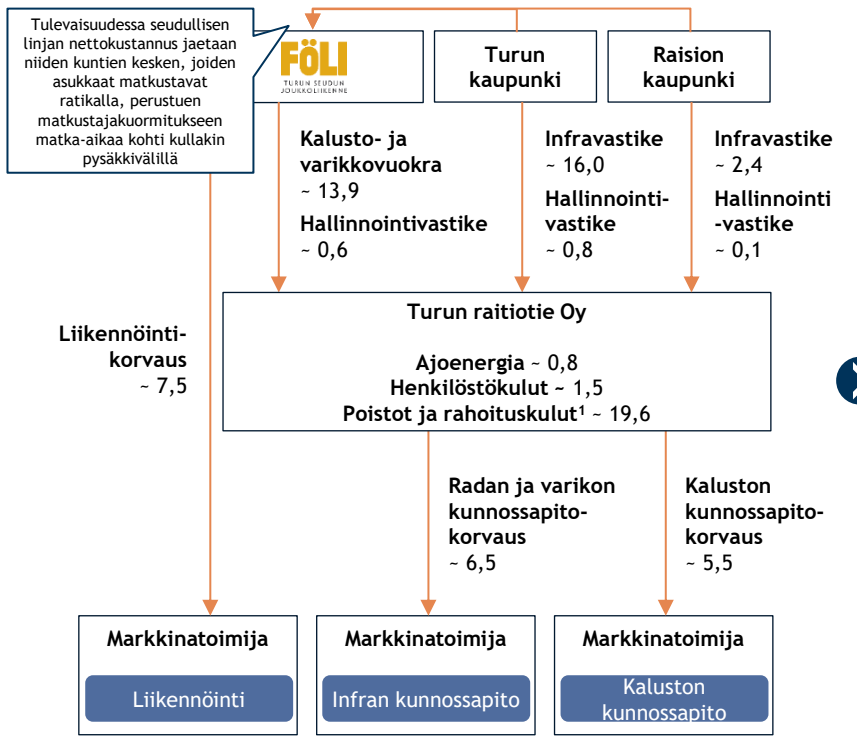 Tulevaisuudessa seudullisen
linjan nettokustannus jaetaan
niiden kuntien kesken, joiden
asukkaat matkustavat
ratikalla, perustuen
matkustajakuormitukseen
matka-aikaa kohti kullakin
pysäkkivälillä
FÖLI
TURUN SEUDUN
JOUKKOLIIKENNE
Turun
kaupunki
Raision
kaupunki
Kalusto- ja
varikkovuokra
~ 13,9
Hallinnointivastike
~ 0,6
Infravastike
~ 16,0
Hallinnointi-
vastike
~ 0,8
Infravastike
~ 2,4
Hallinnointi
-vastike
~ 0,1
Liikennöinti-
korvaus
~ 7,5
Turun raitiotie Oy
Ajoenergia ~ 0,8
Henkilöstökulut ~ 1,5
Poistot ja rahoituskulut¹ ~ 19,6
Radan ja varikon
kunnossapito-
korvaus
~ 6,5
Kaluston
kunnossapito-
korvaus
~ 5,5
Markkinatoimija
Liikennöinti
Markkinatoimija
Infran kunnossapito
Markkinatoimija
Kaluston
kunnossapito